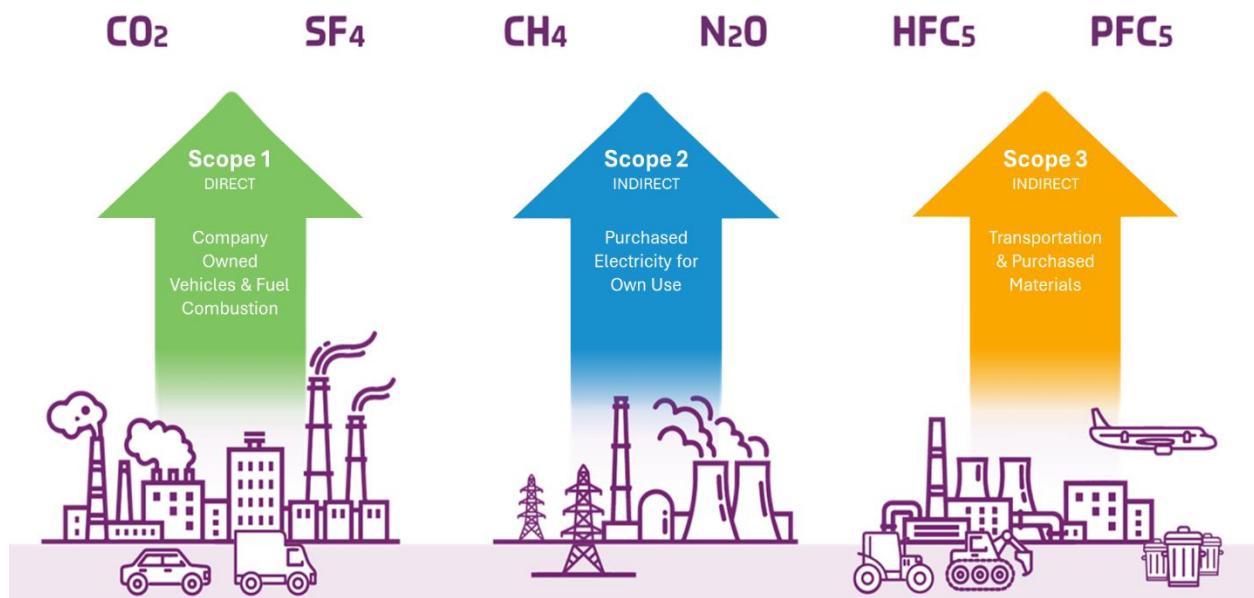 CO₂ SF₄ CH₄ N₂O HFC₅ PFC₅
Scope 1
DIRECT
Company
Owned
Vehicles & Fuel
Combustion
Scope 2
INDIRECT
Purchased
Electricity for
Own Use
Scope 3
INDIRECT
Transportation
& Purchased
Materials